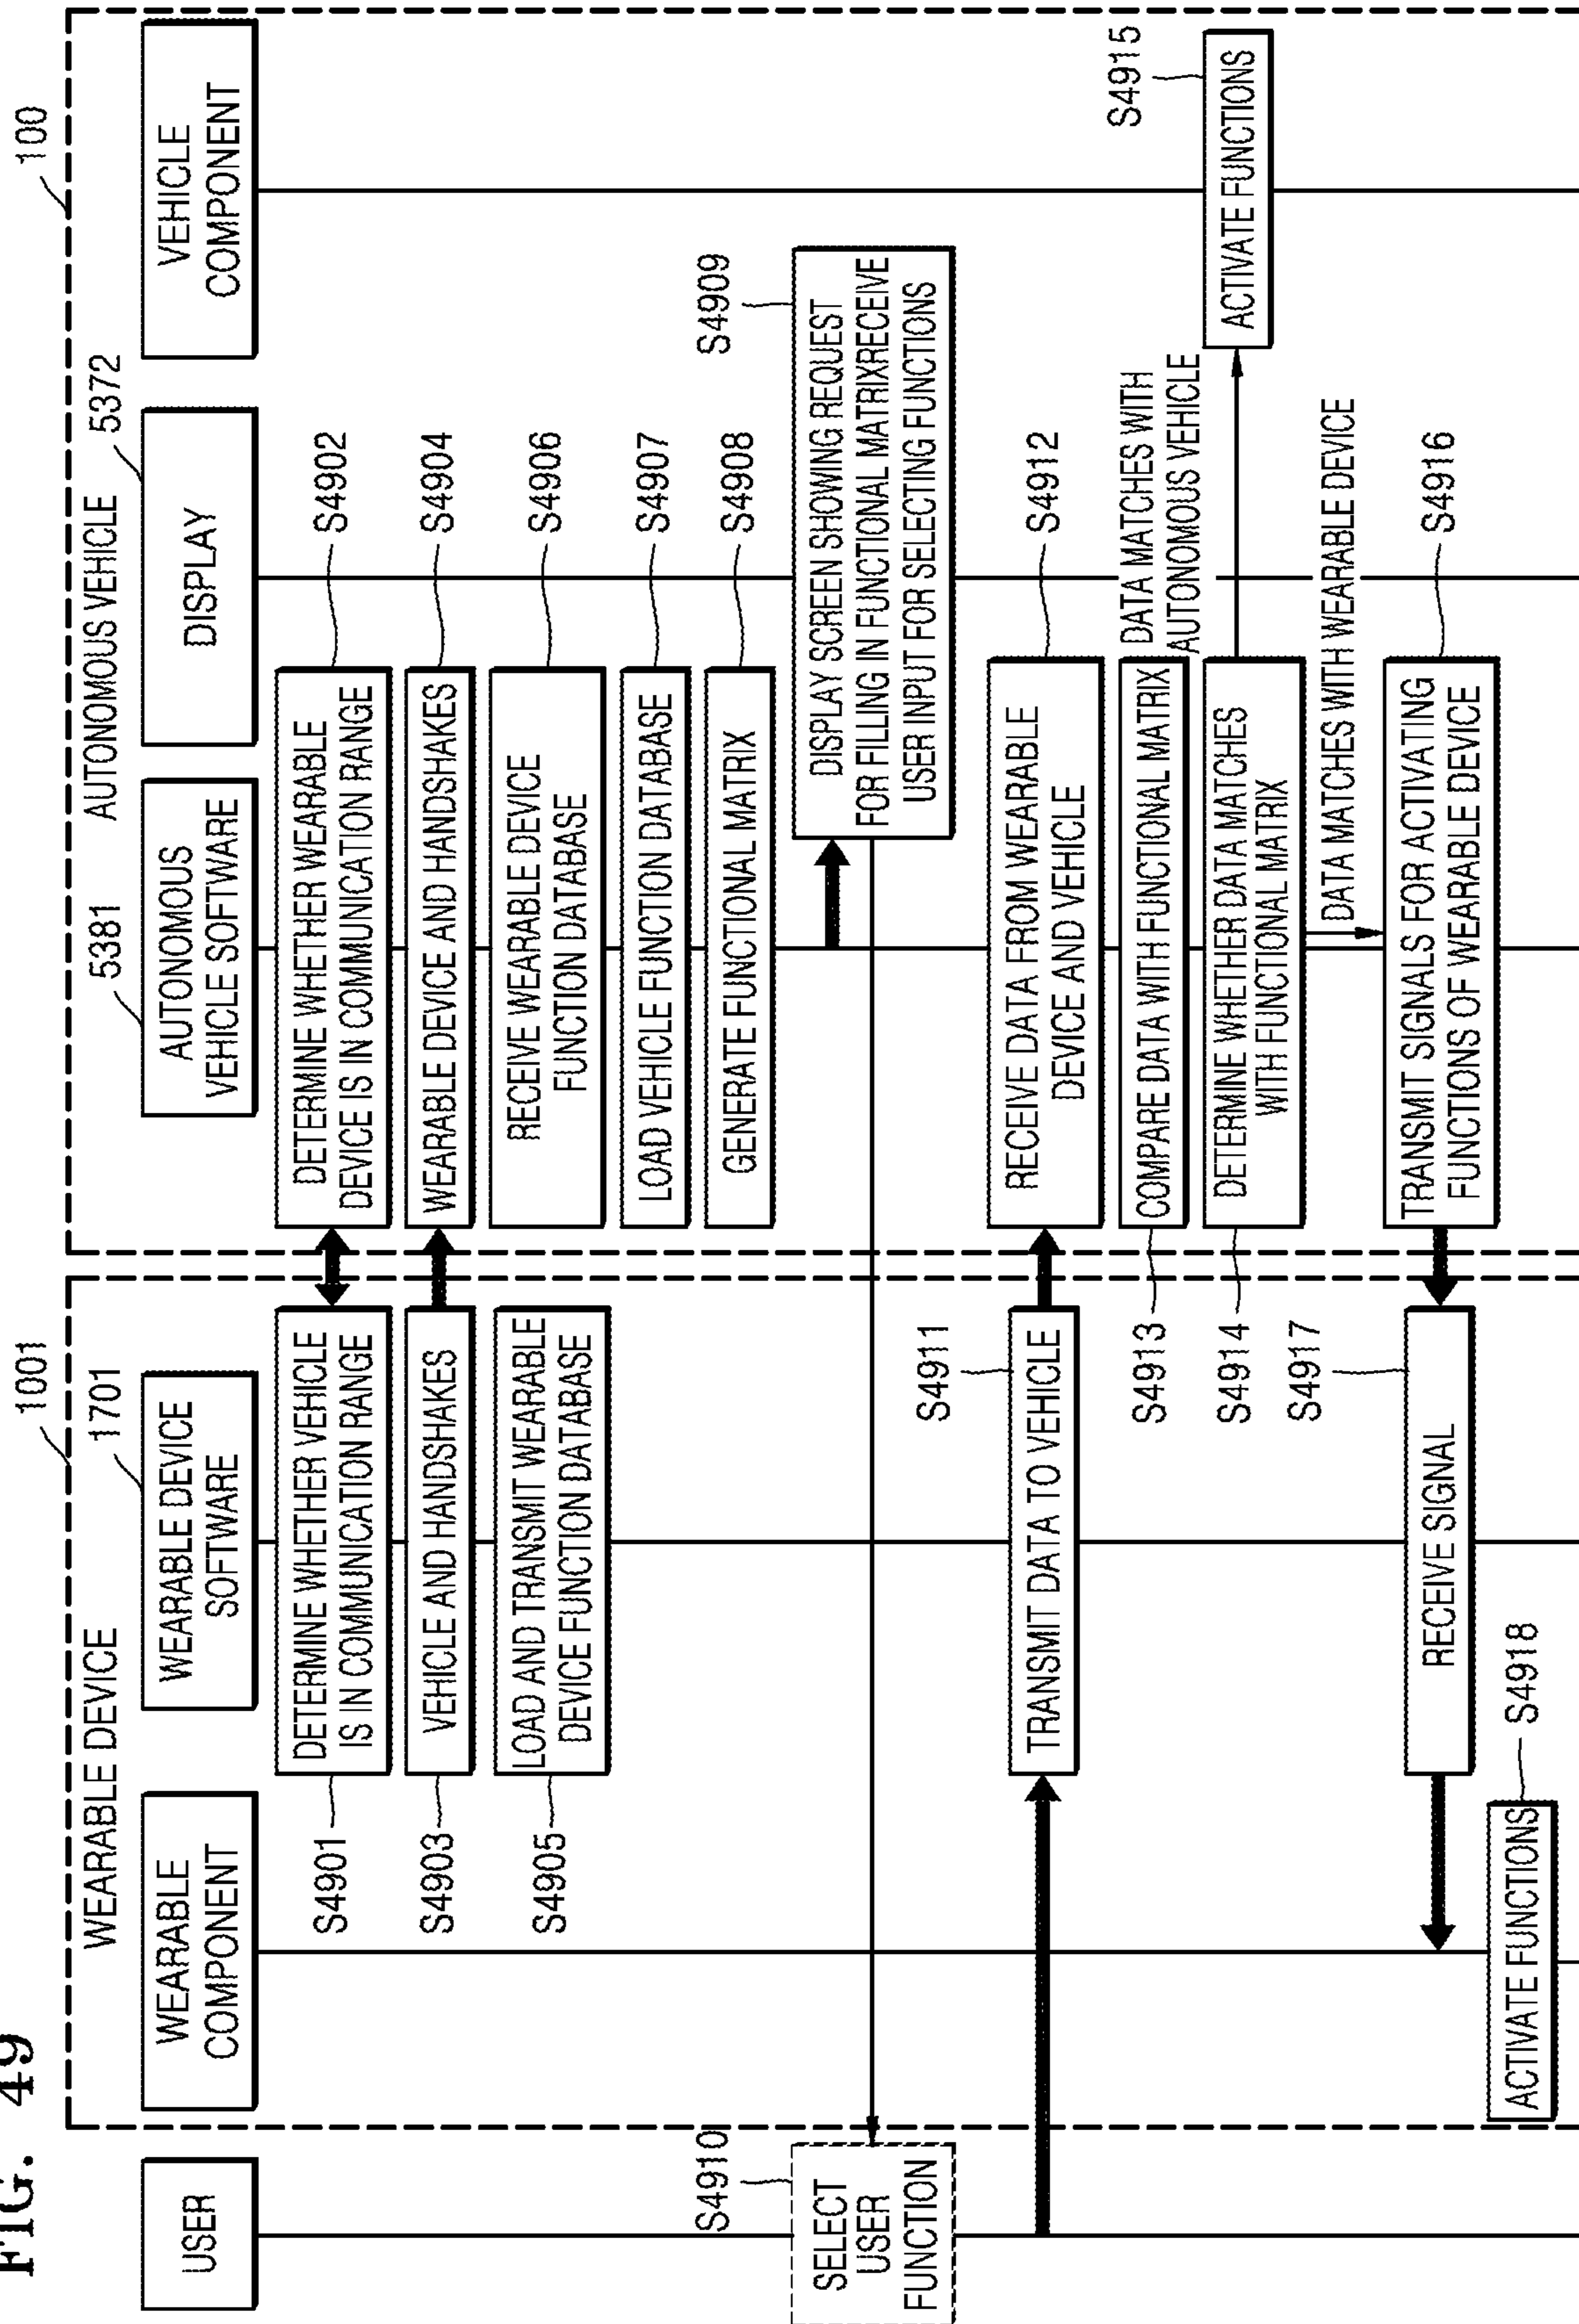 FIG. 49
1001
100
WEARABLE DEVICE
AUTONOMOUS VEHICLE
1701
5381
5372
USER
WEARABLE
COMPONENT
WEARABLE DEVICE
SOFTWARE
AUTONOMOUS
VEHICLE SOFTWARE
DISPLAY
VEHICLE
COMPONENT
S4901
DETERMINE WHETHER VEHICLE
IS IN COMMUNICATION RANGE
DETERMINE WHETHER WEARABLE
DEVICE IS IN COMMUNICATION RANGE
S4902
S4903
VEHICLE AND HANDSHAKES
WEARABLE DEVICE AND HANDSHAKES
S4904
S4905
LOAD AND TRANSMIT WEARABLE
DEVICE FUNCTION DATABASE
RECEIVE WEARABLE DEVICE
FUNCTION DATABASE
S4906
LOAD VEHICLE FUNCTION DATABASE
S4907
GENERATE FUNCTIONAL MATRIX
S4908
S4909
DISPLAY SCREEN SHOWING REQUEST
FOR FILLING IN FUNCTIONAL MATRIXRECEIVE
USER INPUT FOR SELECTING FUNCTIONS
S4910
SELECT
USER
FUNCTION
S4911
TRANSMIT DATA TO VEHICLE
RECEIVE DATA FROM WEARABLE
DEVICE AND VEHICLE
S4912
S4913
COMPARE DATA WITH FUNCTIONAL MATRIX
DATA MATCHES WITH
AUTONOMOUS VEHICLE
S4914
DETERMINE WHETHER DATA MATCHES
WITH FUNCTIONAL MATRIX
S4915
ACTIVATE FUNCTIONS
DATA MATCHES WITH WEARABLE DEVICE
TRANSMIT SIGNALS FOR ACTIVATING
FUNCTIONS OF WEARABLE DEVICE
S4916
S4917
RECEIVE SIGNAL
ACTIVATE FUNCTIONS
S4918